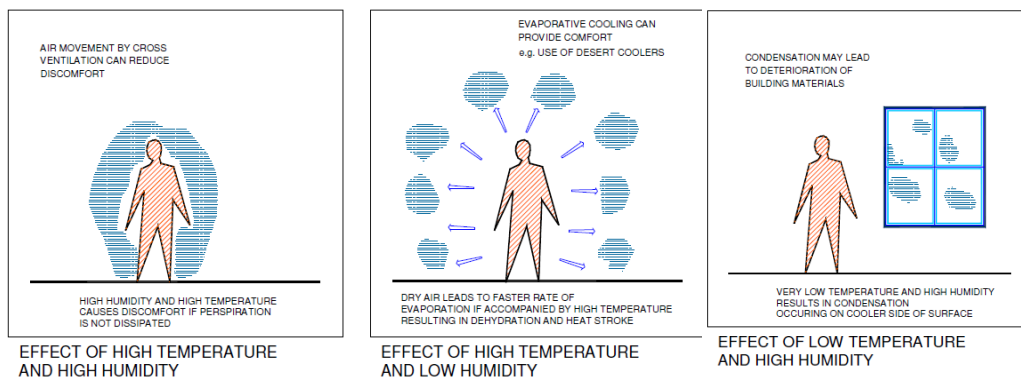 AIR MOVEMENT BY CROSS
VENTILATION CAN REDUCE
DISCOMFORT
HIGH HUMIDITY AND HIGH TEMPERATURE
CAUSES DISCOMFORT IF PERSPIRATION
IS NOT DISSIPATED
EFFECT OF HIGH TEMPERATURE
AND HIGH HUMIDITY
EVAPORATIVE COOLING CAN
PROVIDE COMFORT
e.g. USE OF DESERT COOLERS
DRY AIR LEADS TO FASTER RATE OF
EVAPORATION IF ACCOMPANIED BY HIGH TEMPERATURE
RESULTING IN DEHYDRATION AND HEAT STROKE
EFFECT OF HIGH TEMPERATURE
AND LOW HUMIDITY
CONDENSATION MAY LEAD
TO DETERIORATION OF
BUILDING MATERIALS
VERY LOW TEMPERATURE AND HIGH HUMIDITY
RESULTS IN CONDENSATION
OCCURING ON COOLER SIDE OF SURFACE
EFFECT OF LOW TEMPERATURE
AND HIGH HUMIDITY